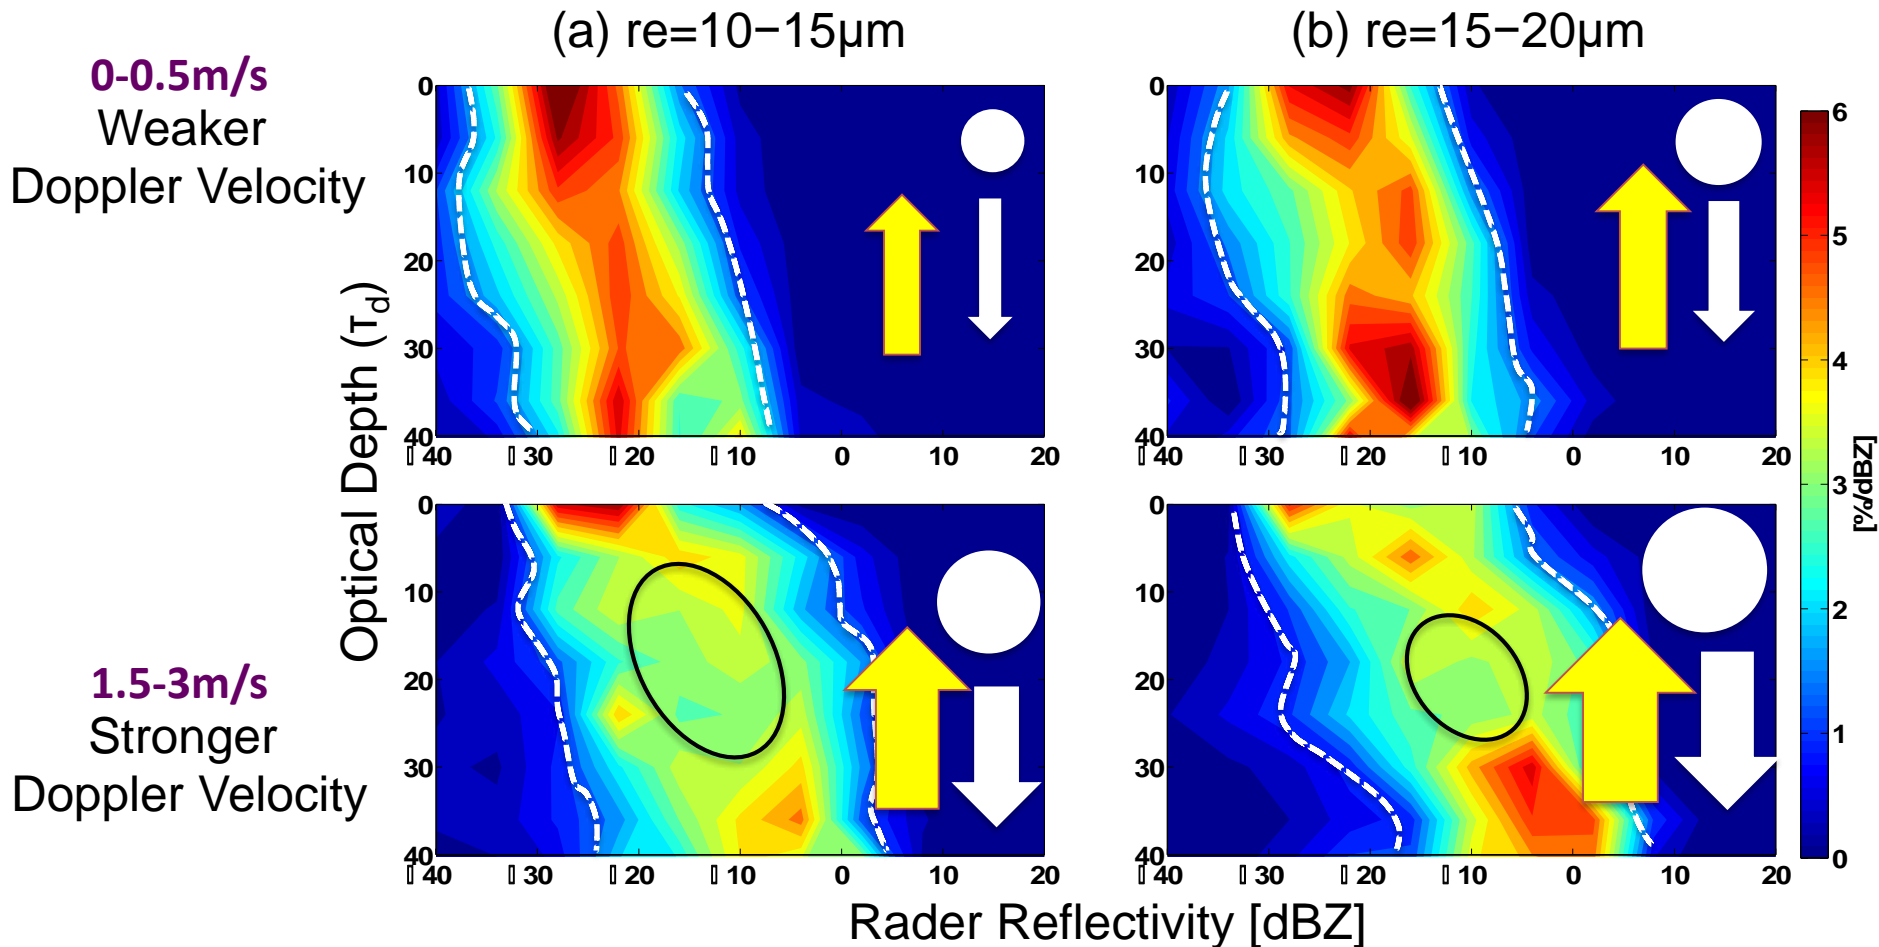 (a) re=10−15µm
(b) re=15−20µm
0-0.5m/s
Weaker
Doppler Velocity
0
10
20
30
40
▯40 ▯30 ▯20 ▯10 0 10 20
0
10
20
30
40
▯40 ▯30 ▯20 ▯10 0 10 20
Optical Depth (τd)
1.5-3m/s
Stronger
Doppler Velocity
0
10
20
30
40
▯40 ▯30 ▯20 ▯10 0 10 20
0
10
20
30
40
▯40 ▯30 ▯20 ▯10 0 10 20
6
5
4
3
2
1
0
[%/dBZ]
Rader Reflectivity [dBZ]